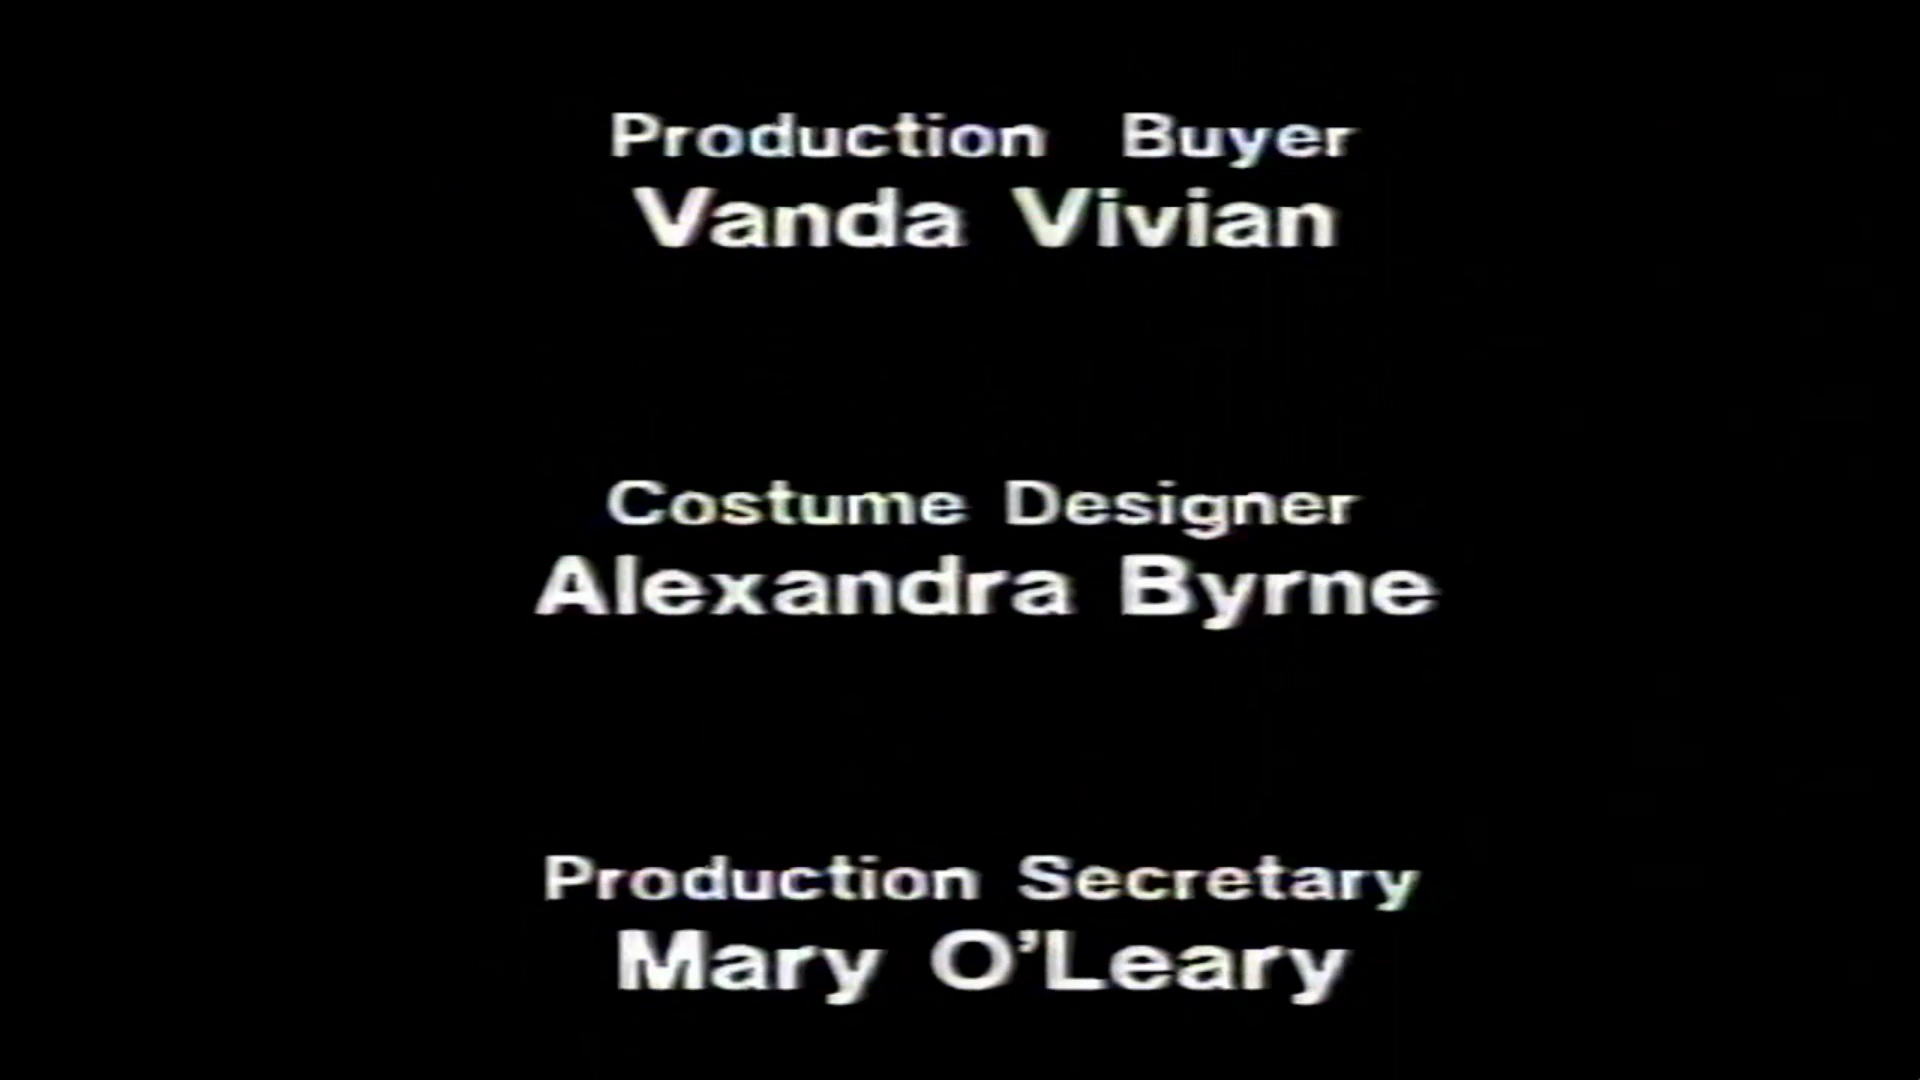 Production Buyer
Vanda Vivian
Costume Designer
Alexandra Byrne
Production Secretary
Mary O'Leary